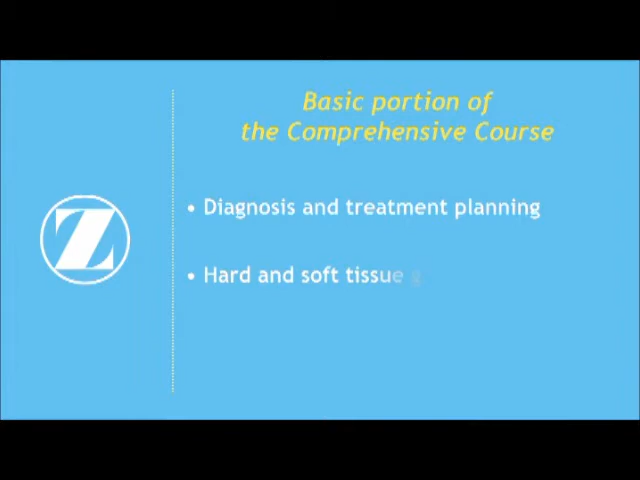 Basic portion of
the Comprehensive Course
• Diagnosis and treatment planning
Z
• Hard and soft tissue